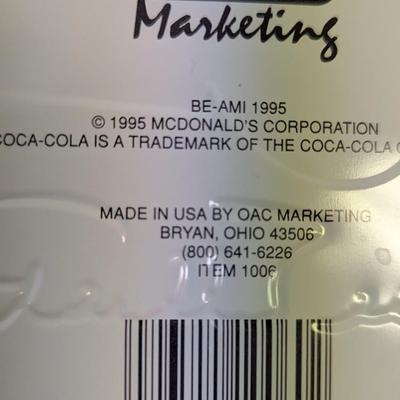 Marketing
BE-AMI 1995
© 1995 MCDONALD'S CORPORATION
COCA-COLA IS A TRADEMARK OF THE COCA-COLA
MADE IN USA BY OAC MARKETING
BRYAN, OHIO 43506
(800) 641-6226
ITEM 1006